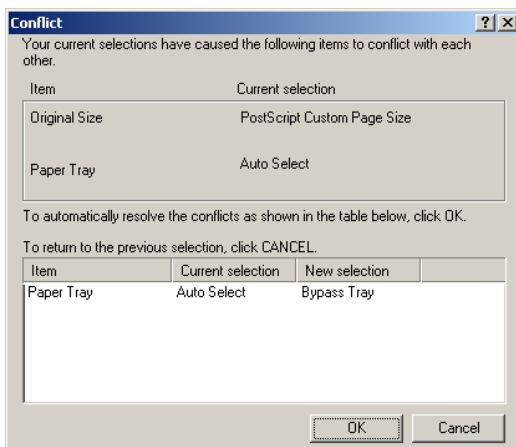 Conflict
Your current selections have caused the following items to conflict with each
other.
Item Current selection
Original Size PostScript Custom Page Size
Paper Tray Auto Select
To automatically resolve the conflicts as shown in the table below, click OK.
To return to the previous selection, click CANCEL.
Item Current selection New selection
Paper Tray Auto Select Bypass Tray
OK Cancel